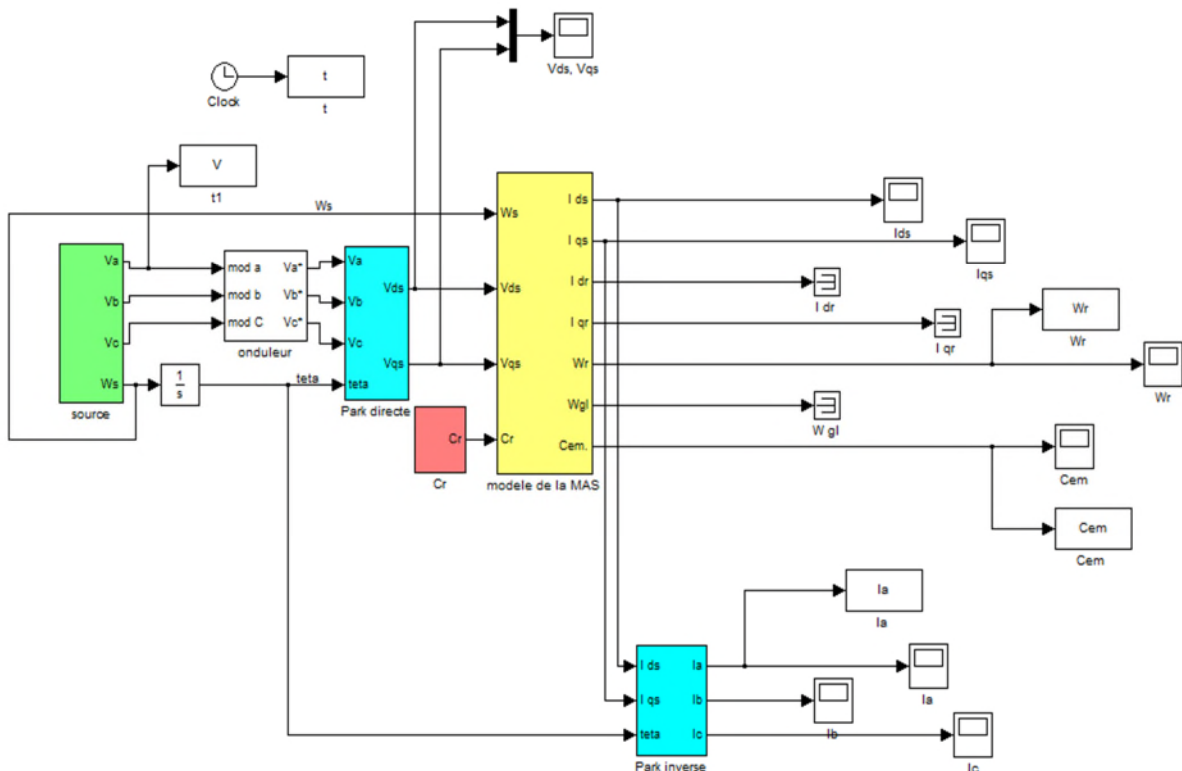 Vds, Vqs
t
Clock
t
V
t1
Ws
Va
Vb
Vc
Ws
source
mod a
mod b
mod C
Va*
Vb*
Vc*
onduleur
1
s
teta
Va
Vb
Vc
teta
Vds
Vqs
Park directe
Cr
Cr
Ws
Vds
Vqs
Cr
I ds
I qs
I dr
I qr
Wr
Wgl
Cem.
modele de la MAS
Ids
Iqs
I dr
I qr
Wr
Wr
Wr
W gl
Cem
Cem
Cem
Ia
Ia
I ds
I qs
teta
Ia
Ib
Ic
Park inverse
Ia
Ib
Ic